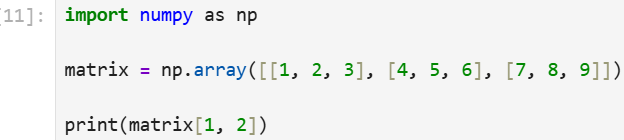 [11]: import numpy as np
matrix = np.array([[1, 2, 3], [4, 5, 6], [7, 8, 9]])
print(matrix[1, 2])